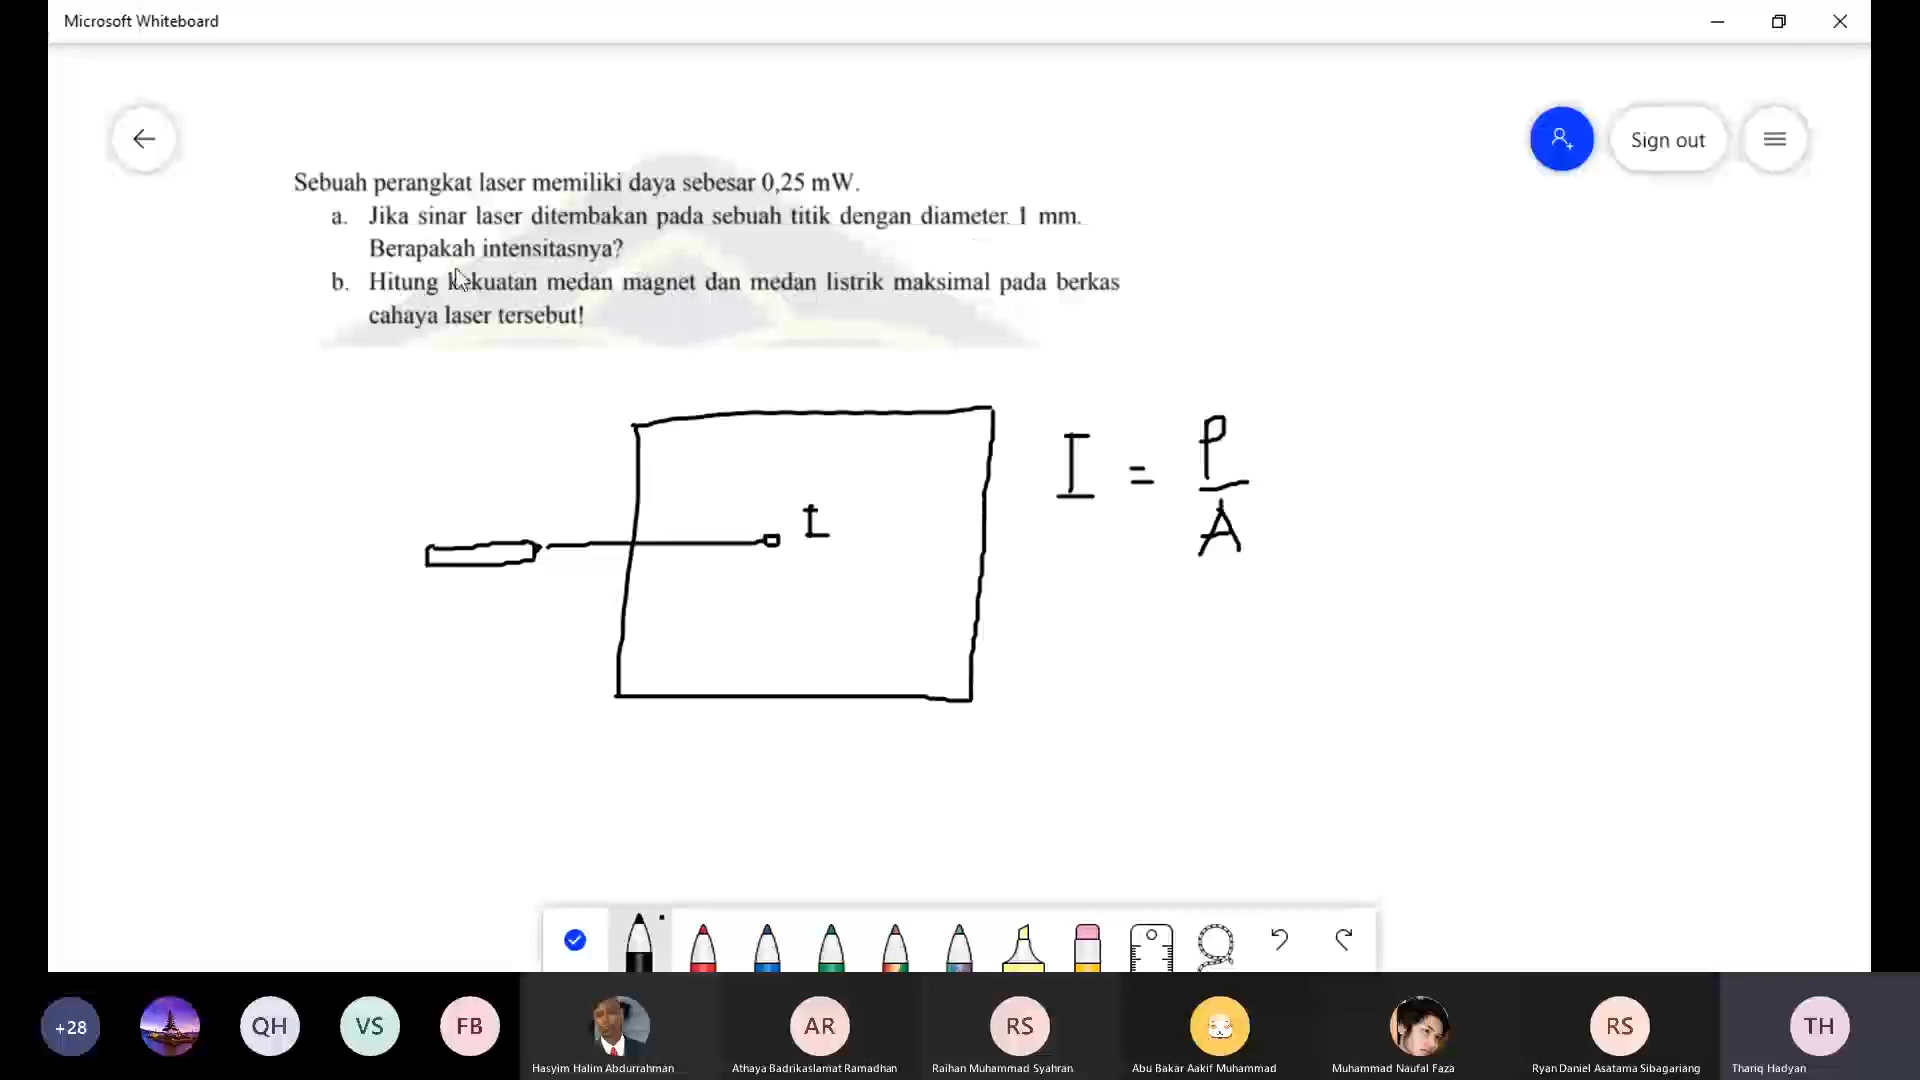 Microsoft Whiteboard
Sign out
Sebuah perangkat laser memiliki daya sebesar 0,25 mW.
a. Jika sinar laser ditembakan pada sebuah titik dengan diameter 1 mm.
Berapakah intensitasnya?
b. Hitung kekuatan medan magnet dan medan listrik maksimal pada berkas
cahaya laser tersebut!
I = P
A
I
+28
QH
VS
FB
AR
RS
RS
TH
Hasyim Halim Abdurrahman
Athaya Badrikaslamat Ramadhan
Raihan Muhammad Syahran
Abu Bakar Aakif Muhammad
Muhammad Naufal Faza
Ryan Daniel Asatama Sibagariang
Thariq Hadyan